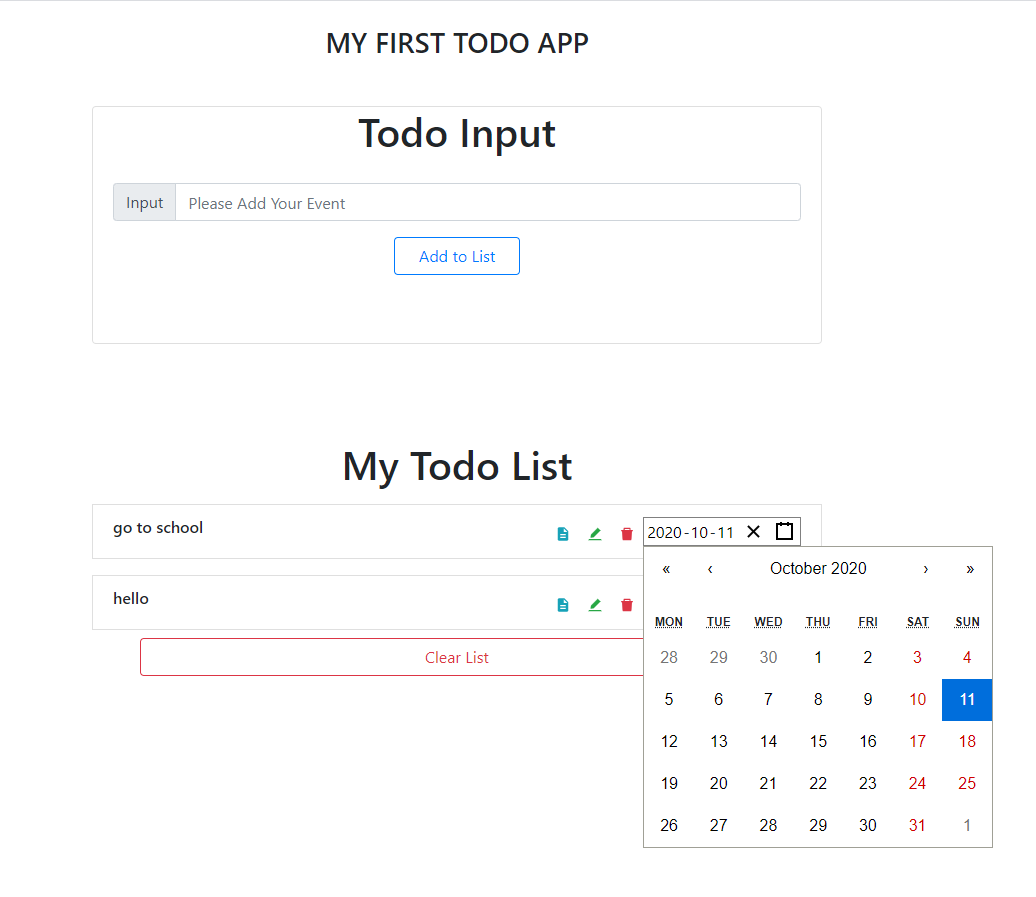 MY FIRST TODO APP
Todo Input
Input Please Add Your Event
Add to List
My Todo List
go to school 2020-10-11
hello
Clear List
« ‹ October 2020 › »
MON TUE WED THU FRI SAT SUN
28 29 30 1 2 3 4
5 6 7 8 9 10 11
12 13 14 15 16 17 18
19 20 21 22 23 24 25
26 27 28 29 30 31 1